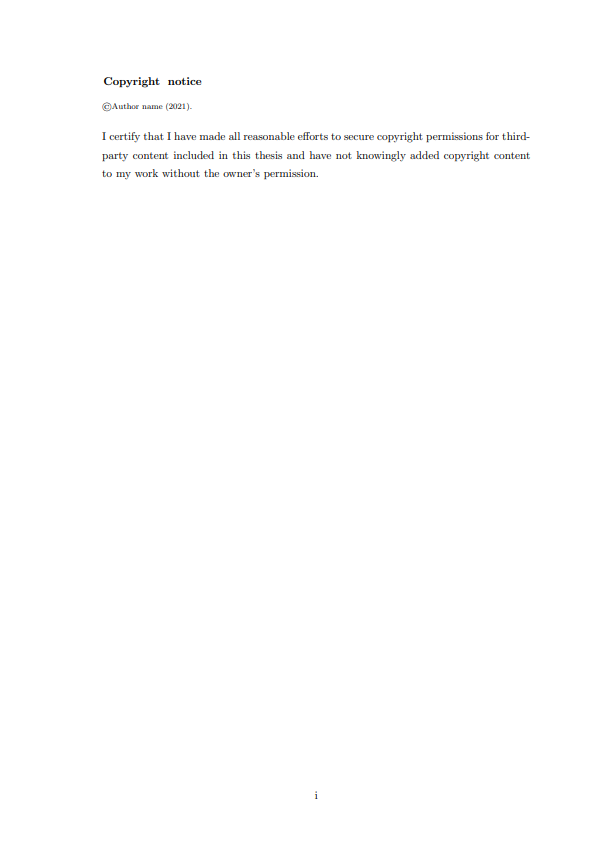 Copyright notice
©Author name (2021).
I certify that I have made all reasonable efforts to secure copyright permissions for third-
party content included in this thesis and have not knowingly added copyright content
to my work without the owner's permission.
i